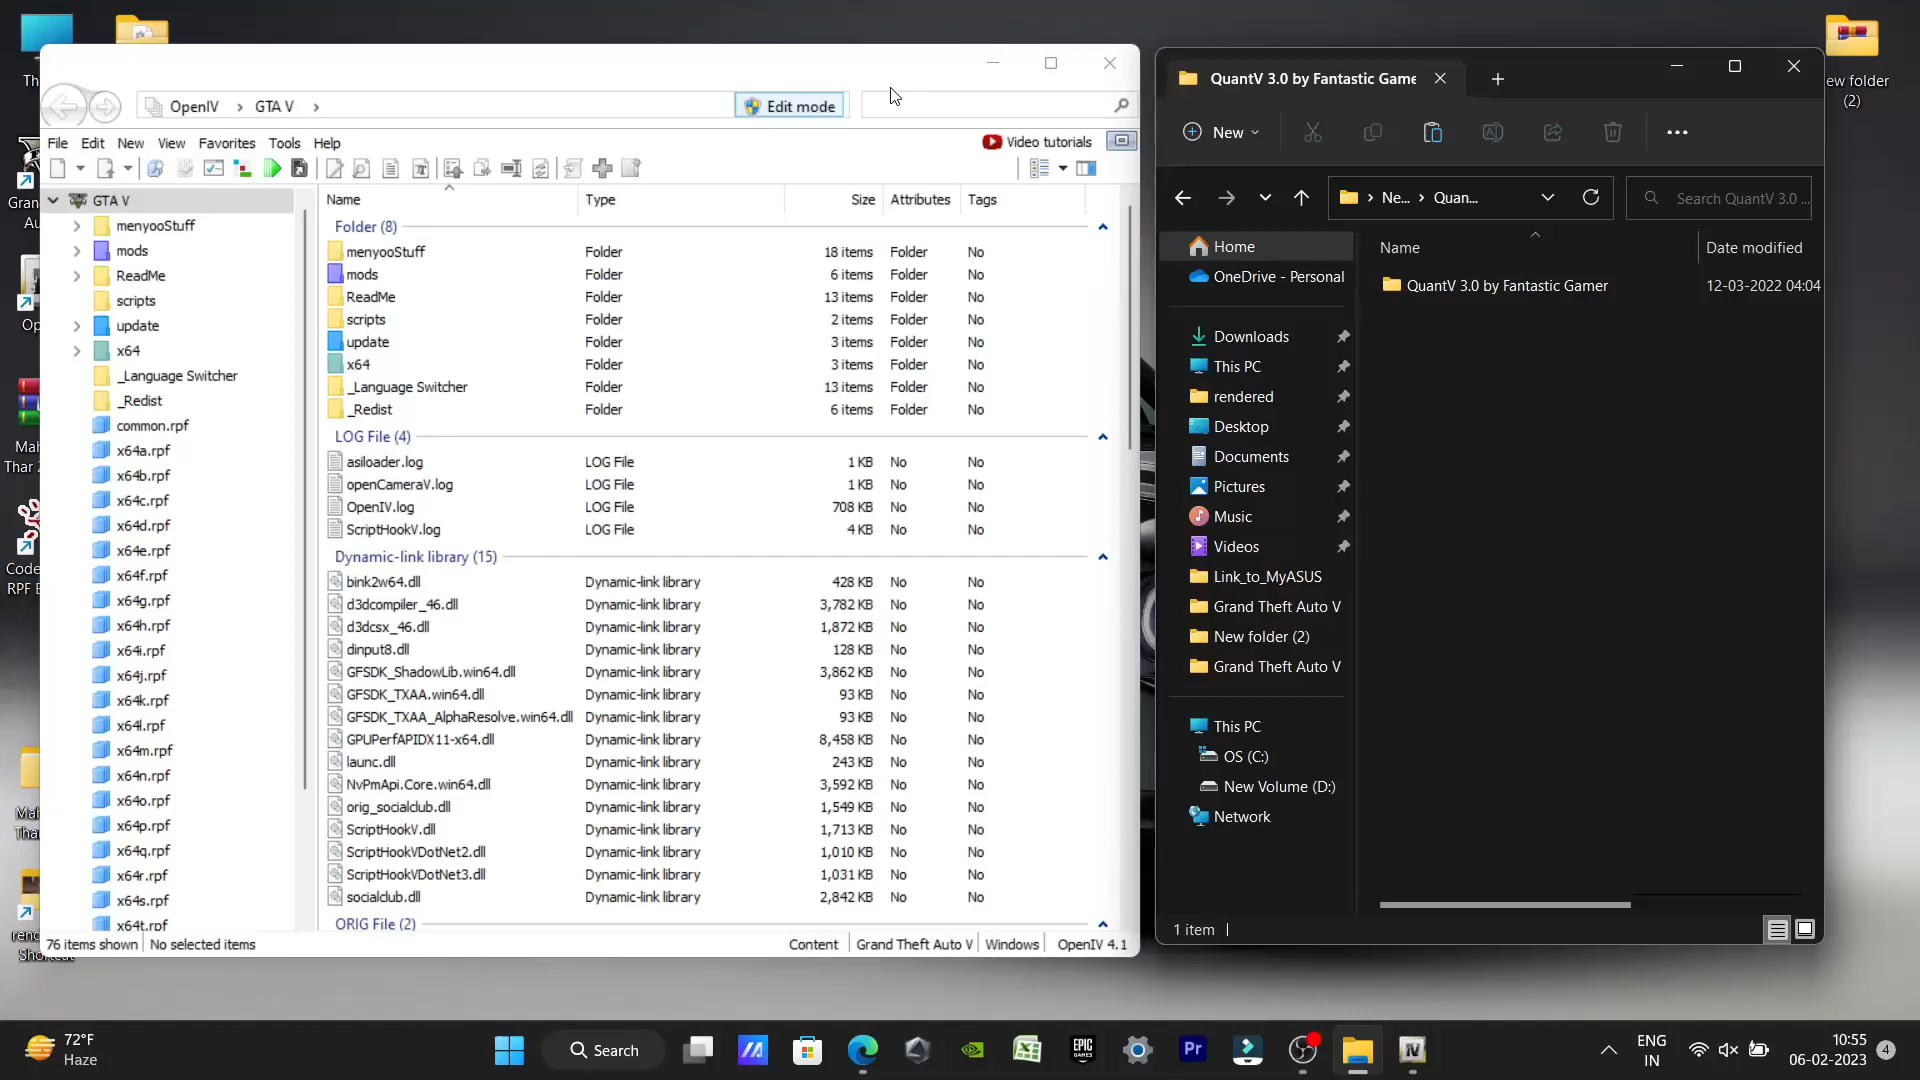 Th
Gran
Au
Op
Mah
Thar 2
Code
RPF E
Mah
Tha
ren
Shortc
OpenIV
GTA V
Edit mode
File Edit New View Favorites Tools Help
Video tutorials
GTA V
menyooStuff
mods
ReadMe
scripts
update
x64
_Language Switcher
_Redist
common.rpf
x64a.rpf
x64b.rpf
x64c.rpf
x64d.rpf
x64e.rpf
x64f.rpf
x64g.rpf
x64h.rpf
x64i.rpf
x64j.rpf
x64k.rpf
x64l.rpf
x64m.rpf
x64n.rpf
x64o.rpf
x64p.rpf
x64q.rpf
x64r.rpf
x64s.rpf
x64t.rpf
Name Type Size Attributes Tags
Folder (8)
menyooStuff Folder 18 items Folder No
mods Folder 6 items Folder No
ReadMe Folder 13 items Folder No
scripts Folder 2 items Folder No
update Folder 3 items Folder No
x64 Folder 3 items Folder No
_Language Switcher Folder 13 items Folder No
_Redist Folder 6 items Folder No
LOG File (4)
asiloader.log LOG File 1 KB No No
openCameraV.log LOG File 1 KB No No
OpenIV.log LOG File 708 KB No No
ScriptHookV.log LOG File 4 KB No No
Dynamic-link library (15)
bink2w64.dll Dynamic-link library 428 KB No No
d3dcompiler_46.dll Dynamic-link library 3,782 KB No No
d3dcsx_46.dll Dynamic-link library 1,872 KB No No
dinput8.dll Dynamic-link library 128 KB No No
GFSDK_ShadowLib.win64.dll Dynamic-link library 3,862 KB No No
GFSDK_TXAA.win64.dll Dynamic-link library 93 KB No No
GFSDK_TXAA_AlphaResolve.win64.dll Dynamic-link library 93 KB No No
GPUPerfAPIDX11-x64.dll Dynamic-link library 8,458 KB No No
launc.dll Dynamic-link library 243 KB No No
NvPmApi.Core.win64.dll Dynamic-link library 3,592 KB No No
orig_socialclub.dll Dynamic-link library 1,549 KB No No
ScriptHookV.dll Dynamic-link library 1,713 KB No No
ScriptHookVDotNet2.dll Dynamic-link library 1,010 KB No No
ScriptHookVDotNet3.dll Dynamic-link library 1,031 KB No No
socialclub.dll Dynamic-link library 2,842 KB No No
ORIG File (2)
76 items shown No selected items Content Grand Theft Auto V Windows OpenIV 4.1
QuantV 3.0 by Fantastic Game
New
Ne... Quan...
Search QuantV 3.0 ...
Home
OneDrive - Personal
Downloads
This PC
rendered
Desktop
Documents
Pictures
Music
Videos
Link_to_MyASUS
Grand Theft Auto V
New folder (2)
Grand Theft Auto V
This PC
OS (C:)
New Volume (D:)
Network
Name Date modified
QuantV 3.0 by Fantastic Gamer 12-03-2022 04:04
1 item
ew folder
(2)
72°F
Haze
Search
EPIC
GAMES
Pr
IV
ENG
IN
10:55
06-02-2023
4